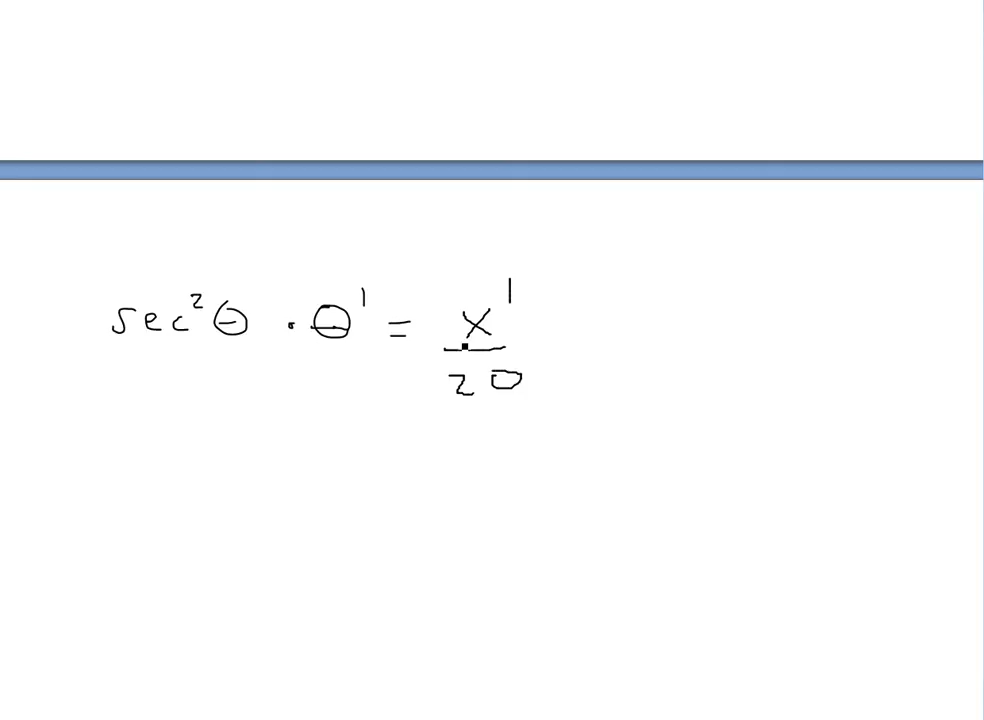 sec²θ · θ' = x'/20